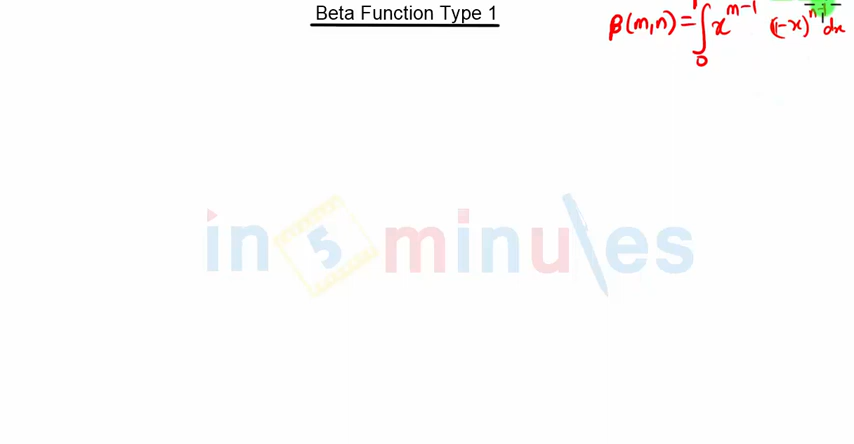 Beta Function Type 1
β(m,n) = ∫₀¹ x^(m-1) (1-x)^(n-1) dx
in 5 minutes